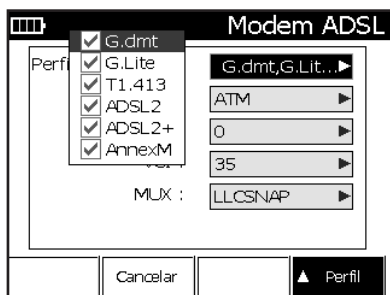 Modem ADSL
G.dmt
G.Lite
T1.413
ADSL2
ADSL2+
AnnexM
Perfi
G.dmt,G.Lit...
ATM
0
35
MUX : LLCSNAP
Cancelar
Perfil